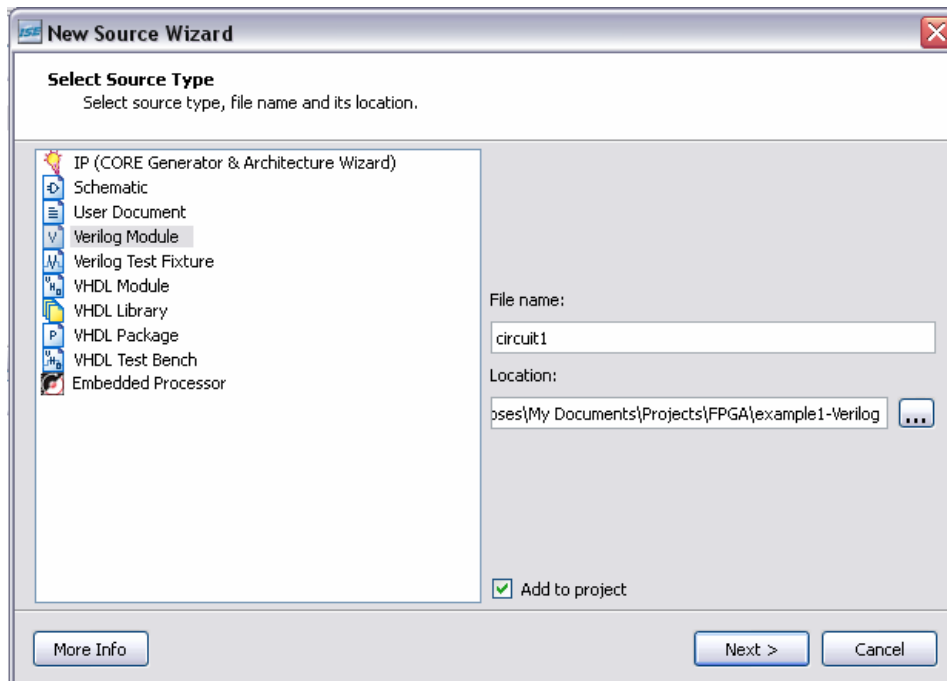 ISE New Source Wizard
Select Source Type
Select source type, file name and its location.
IP (CORE Generator & Architecture Wizard)
Schematic
User Document
Verilog Module
Verilog Test Fixture
VHDL Module
VHDL Library
VHDL Package
VHDL Test Bench
Embedded Processor
File name:
circuit1
Location:
oses\My Documents\Projects\FPGA\example1-Verilog
...
Add to project
More Info
Next >
Cancel